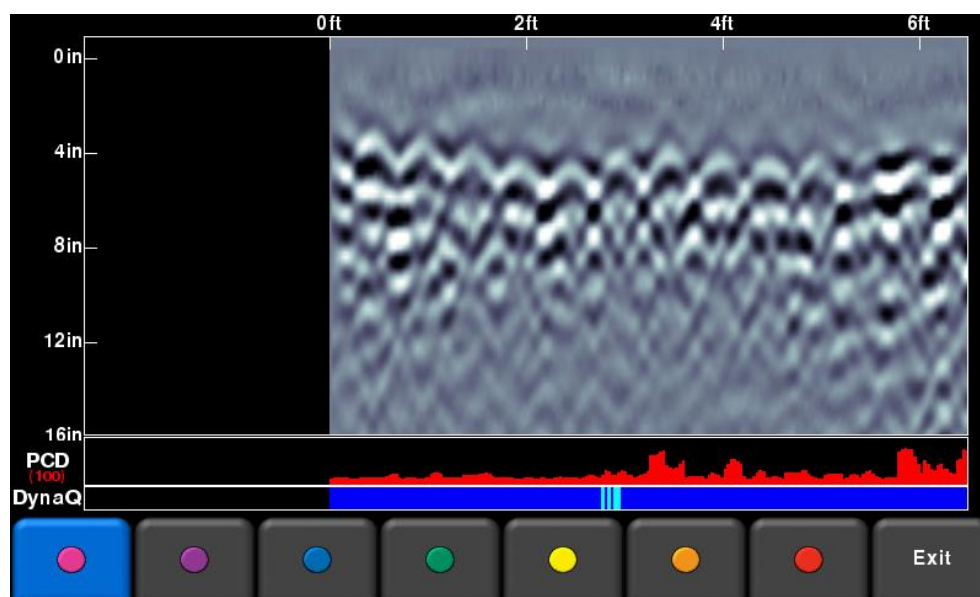 0ft 2ft 4ft 6ft
0in
4in
8in
12in
16in
PCD
(100)
DynaQ
Exit